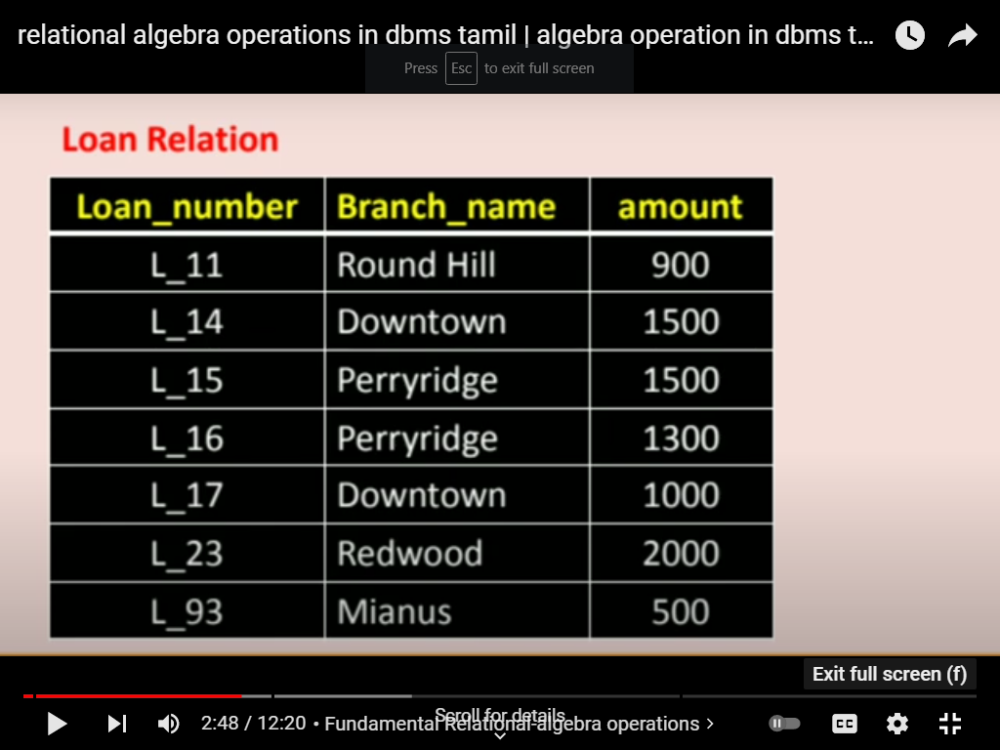 relational algebra operations in dbms tamil | algebra operation in dbms t...
Press Esc to exit full screen
Loan Relation
Loan_number Branch_name amount
L_11 Round Hill 900
L_14 Downtown 1500
L_15 Perryridge 1500
L_16 Perryridge 1300
L_17 Downtown 1000
L_23 Redwood 2000
L_93 Mianus 500
Exit full screen (f)
Scroll for details
2:48 / 12:20 • Fundamental Relational-algebra operations >
CC